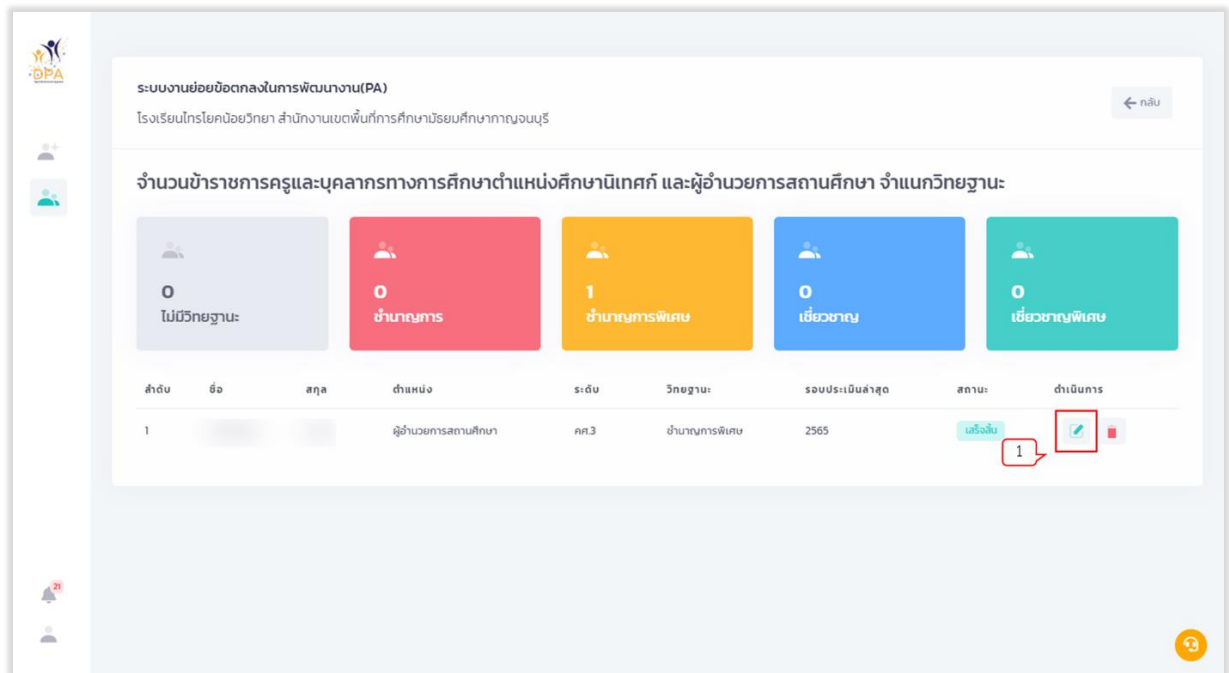 DPA
ระบบงานย่อยข้อตกลงในการพัฒนางาน(PA)
โรงเรียนไทรโยคน้อยวิทยา สำนักงานเขตพื้นที่การศึกษามัธยมศึกษากาญจนบุรี
กลับ
จำนวนข้าราชการครูและบุคลากรทางการศึกษาตำแหน่งศึกษานิเทศก์ และผู้อำนวยการสถานศึกษา จำแนกวิทยฐานะ
0
ไม่มีวิทยฐานะ
0
ชำนาญการ
1
ชำนาญการพิเศษ
0
เชี่ยวชาญ
0
เชี่ยวชาญพิเศษ
ลำดับ ชื่อ สกุล ตำแหน่ง ระดับ วิทยฐานะ รอบประเมินล่าสุด สถานะ ดำเนินการ
1 ผู้อำนวยการสถานศึกษา คศ.3 ชำนาญการพิเศษ 2565 เสร็จสิ้น
1
21